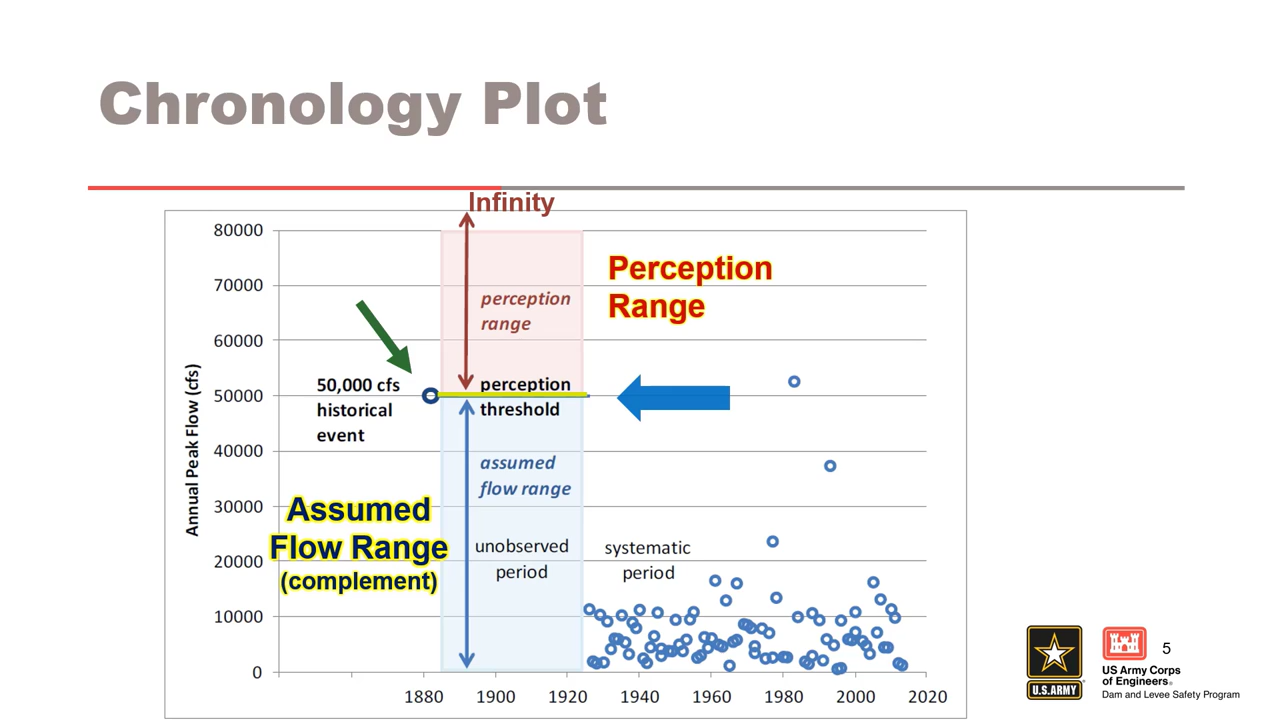 Chronology Plot
Infinity
80000
70000
60000
50000
40000
30000
20000
10000
0
Annual Peak Flow (cfs)
perception
range
Perception
Range
50,000 cfs
historical
event
perception
threshold
assumed
flow range
Assumed
Flow Range
(complement)
unobserved
period
systematic
period
1880
1900
1920
1940
1960
1980
2000
2020
U.S.ARMY
US Army Corps
of Engineers®
Dam and Levee Safety Program
5